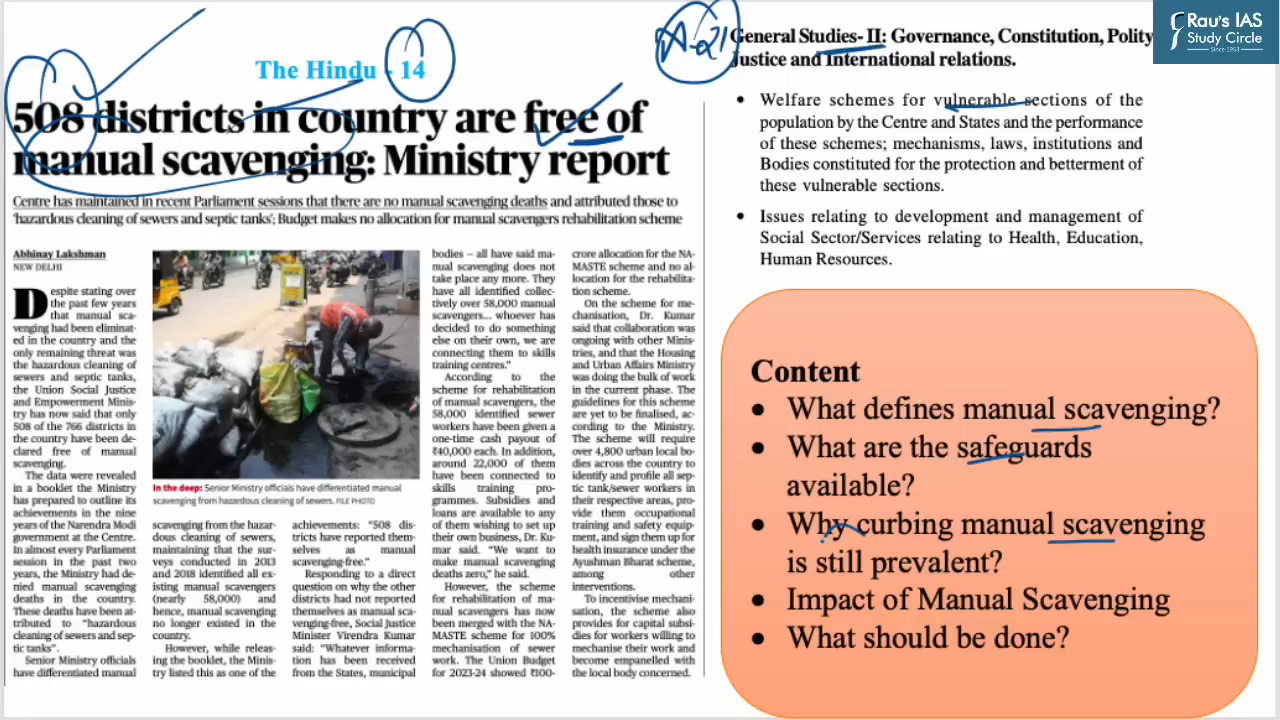 The Hindu - 14
508 districts in country are free of
manual scavenging: Ministry report
Centre has maintained in recent Parliament sessions that there are no manual scavenging deaths and attributed those to
'hazardous cleaning of sewers and septic tanks'; Budget makes no allocation for manual scavengers rehabilitation scheme
Abhinay Lakshman
NEW DELHI
Despite stating over
the past few years
that manual sca-
venging had been eliminat-
ed in the country and the
only remaining threat was
the hazardous cleaning of
sewers and septic tanks,
the Union Social Justice
and Empowerment Minis-
try has now said that only
508 of the 766 districts in
the country have been de-
clared free of manual
scavenging.
The data were revealed
in a booklet the Ministry
has prepared to outline its
achievements in the nine
years of the Narendra Modi
government at the Centre.
In almost every Parliament
session in the past two
years, the Ministry had de-
nied manual scavenging
deaths in the country.
These deaths have been at-
tributed to "hazardous
cleaning of sewers and sep-
tic tanks".
Senior Ministry officials
have differentiated manual
In the deep: Senior Ministry officials have differentiated manual
scavenging from hazardous cleaning of sewers. FILE PHOTO
scavenging from the hazar-
dous cleaning of sewers,
maintaining that the sur-
veys conducted in 2013
and 2018 identified all ex-
isting manual scavengers
(nearly 58,000) and
hence, manual scavenging
no longer existed in the
country.
However, while releas-
ing the booklet, the Minis-
try listed this as one of the
achievements: "508 dis-
tricts have reported them-
selves as manual
scavenging-free."
Responding to a direct
question on why the other
districts had not reported
themselves as manual sca-
venging-free, Social Justice
Minister Virendra Kumar
said: "Whatever informa-
tion has been received
from the States, municipal
bodies – all have said ma-
nual scavenging does not
take place any more. They
have all identified collec-
tively over 58,000 manual
scavengers... whoever has
decided to do something
else on their own, we are
connecting them to skills
training centres."
According to the
scheme for rehabilitation
of manual scavengers, the
58,000 identified sewer
workers have been given a
one-time cash payout of
₹40,000 each. In addition,
around 22,000 of them
have been connected to
skills training pro-
grammes. Subsidies and
loans are available to any
of them wishing to set up
their own business, Dr. Ku-
mar said. "We want to
make manual scavenging
deaths zero," he said.
However, the scheme
for rehabilitation of ma-
nual scavengers has now
been merged with the NA-
MASTE scheme for 100%
mechanisation of sewer
work. The Union Budget
for 2023-24 showed ₹100-
crore allocation for the NA-
MASTE scheme and no al-
location for the rehabilita-
tion scheme.
On the scheme for me-
chanisation, Dr. Kumar
said that collaboration was
ongoing with other Minis-
tries, and that the Housing
and Urban Affairs Ministry
was doing the bulk of work
in the current phase. The
guidelines for this scheme
are yet to be finalised, ac-
cording to the Ministry.
The scheme will require
over 4,800 urban local bo-
dies across the country to
identify and profile all sep-
tic tank/sewer workers in
their respective areas, pro-
vide them occupational
training and safety equip-
ment, and sign them up for
health insurance under the
Ayushman Bharat scheme,
among other
interventions.
To incentivise mechani-
sation, the scheme also
provides for capital subsi-
dies for workers willing to
mechanise their work and
become empanelled with
the local body concerned.
A-21
General Studies- II: Governance, Constitution, Polity
Justice and International relations.
Rau's IAS
Study Circle
Since 1953
• Welfare schemes for vulnerable sections of the
population by the Centre and States and the performance
of these schemes; mechanisms, laws, institutions and
Bodies constituted for the protection and betterment of
these vulnerable sections.
• Issues relating to development and management of
Social Sector/Services relating to Health, Education,
Human Resources.
Content
• What defines manual scavenging?
• What are the safeguards
available?
• Why curbing manual scavenging
is still prevalent?
• Impact of Manual Scavenging
• What should be done?